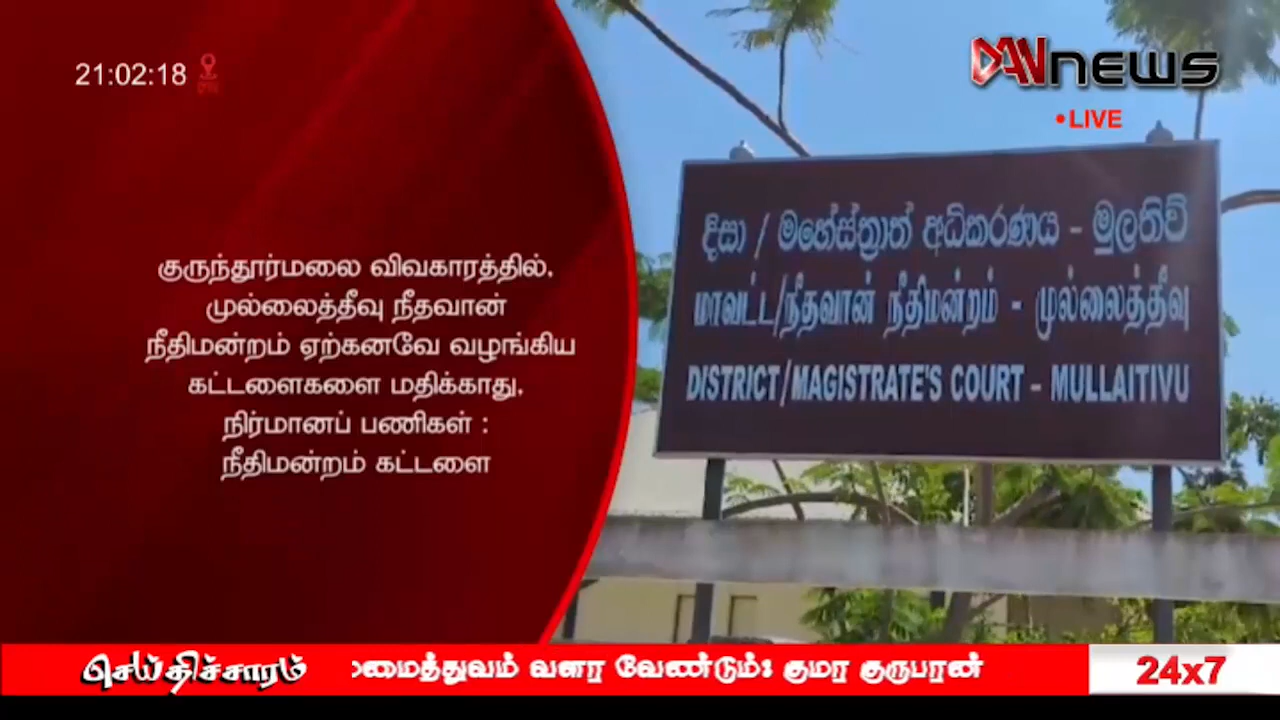 21:02:18
DAN news
•LIVE
குருந்தூர்மலை விவகாரத்தில்.
முல்லைத்தீவு நீதவான்
நீதிமன்றம் ஏற்கனவே வழங்கிய
கட்டளைகளை மதிக்காது.
நிர்மானப் பணிகள் :
நீதிமன்றம் கட்டளை
දිසා / මහේස්ත්‍රාත් අධිකරණය - මුලතිව්
மாவட்ட/நீதவான் நீதிமன்றம் - முல்லைத்தீவு
DISTRICT/MAGISTRATE'S COURT - MULLAITIVU
செய்திச்சாரம்
வளர வேண்டும்: குமர குருபரன்
24x7